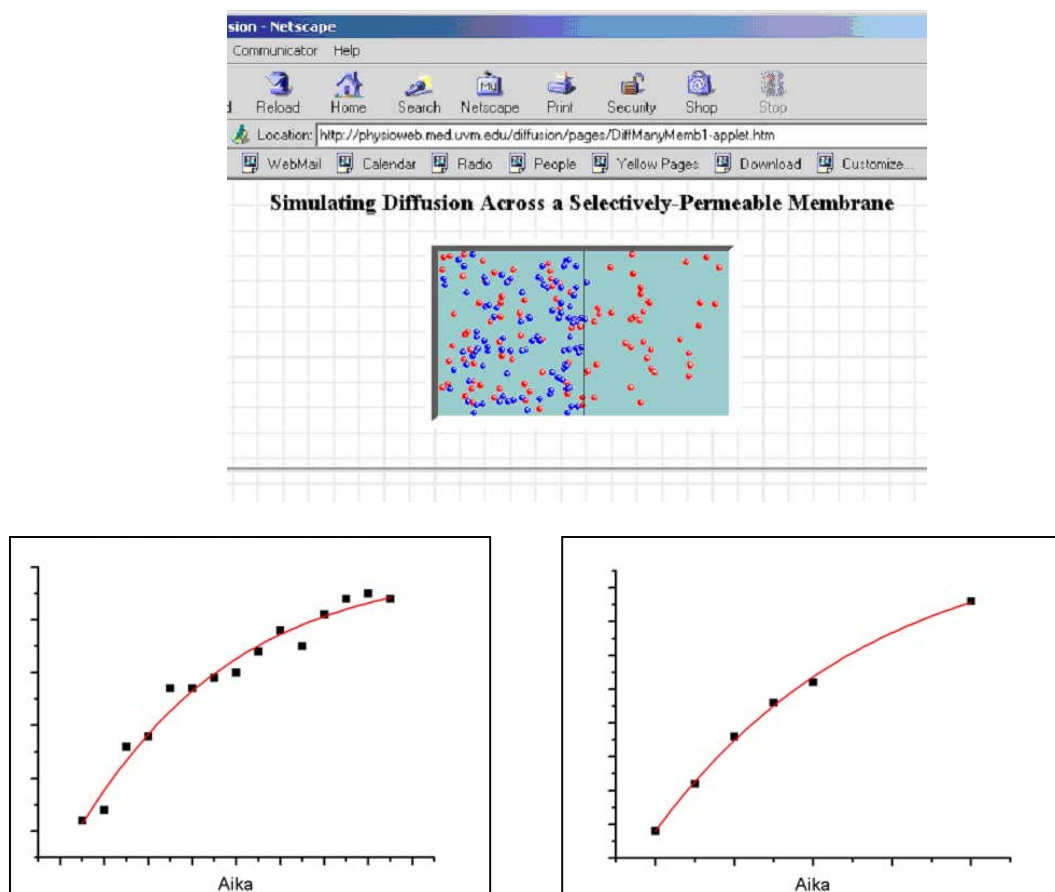 sion - Netscape
Communicator Help
Reload Home Search Netscape Print Security Shop Stop
Location: http://physioweb.med.uvm.edu/diffusion/pages/DiffManyMemb1-applet.htm
WebMail Calendar Radio People Yellow Pages Download Customize...
Simulating Diffusion Across a Selectively-Permeable Membrane
Aika
Aika